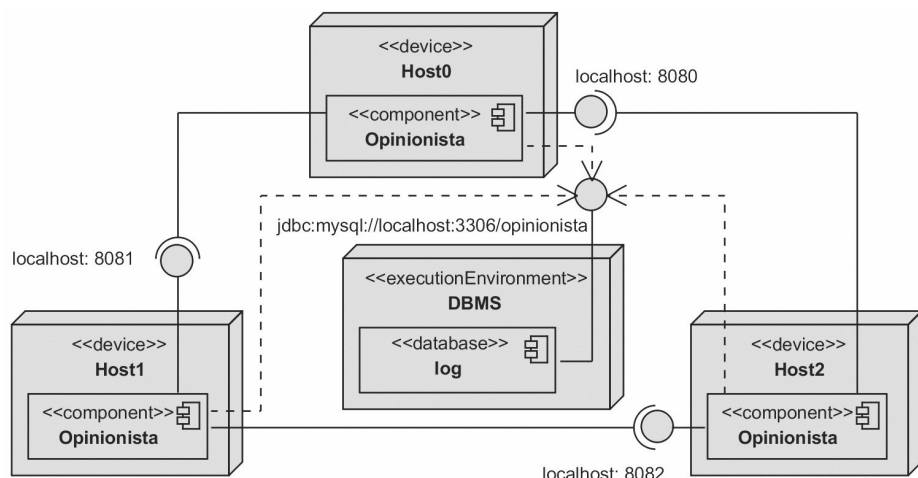 <<device>>
Host0
localhost: 8080
<<component>>
Opinionista
jdbc:mysql://localhost:3306/opinionista
localhost: 8081
<<executionEnvironment>>
DBMS
<<device>>
Host1
<<database>>
log
<<device>>
Host2
<<component>>
Opinionista
<<component>>
Opinionista
localhost: 8082